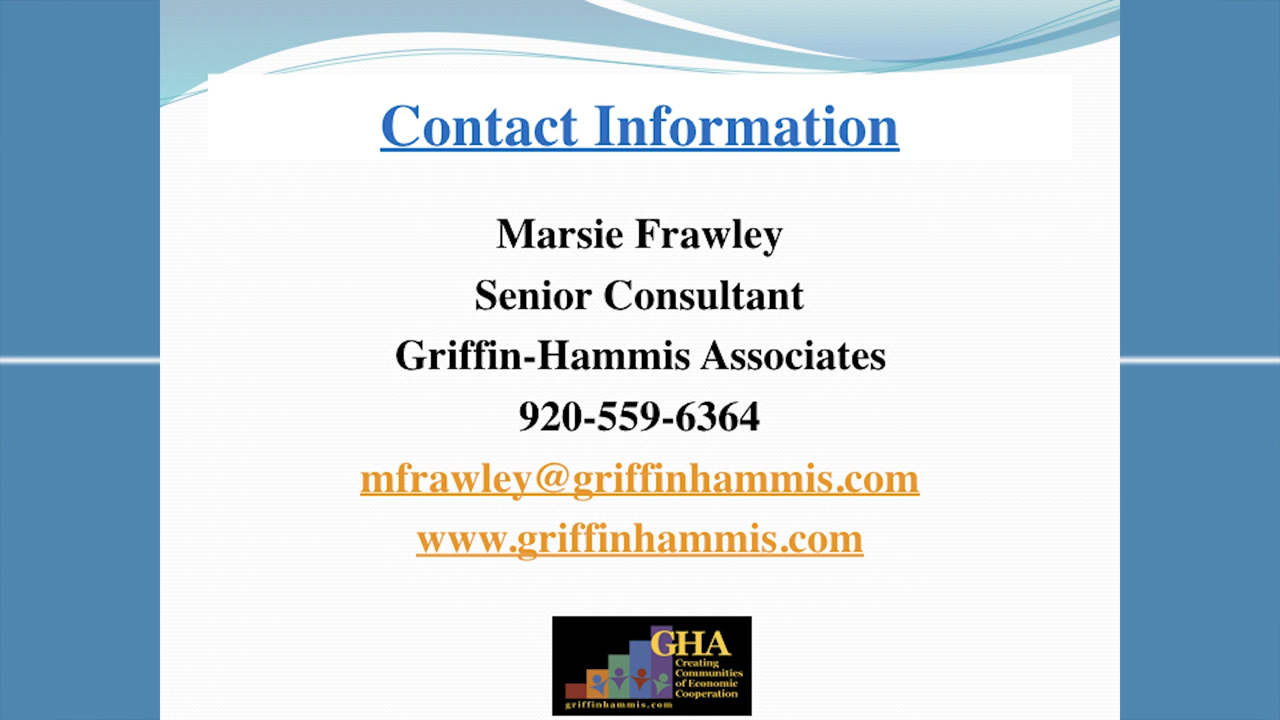 Contact Information
Marsie Frawley
Senior Consultant
Griffin-Hammis Associates
920-559-6364
mfrawley@griffinhammis.com
www.griffinhammis.com
GHA
Creating
Communities
of Economic
Cooperation
griffinhammis.com